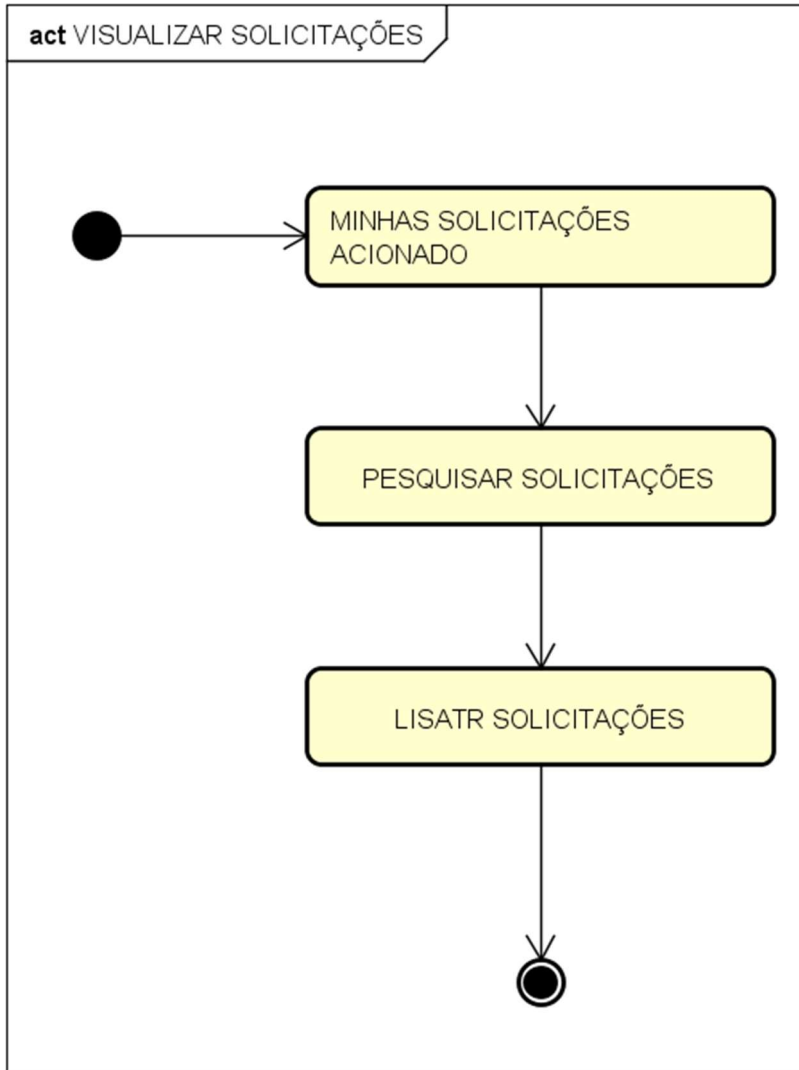 act VISUALIZAR SOLICITAÇÕES
MINHAS SOLICITAÇÕES
ACIONADO
PESQUISAR SOLICITAÇÕES
LISATR SOLICITAÇÕES